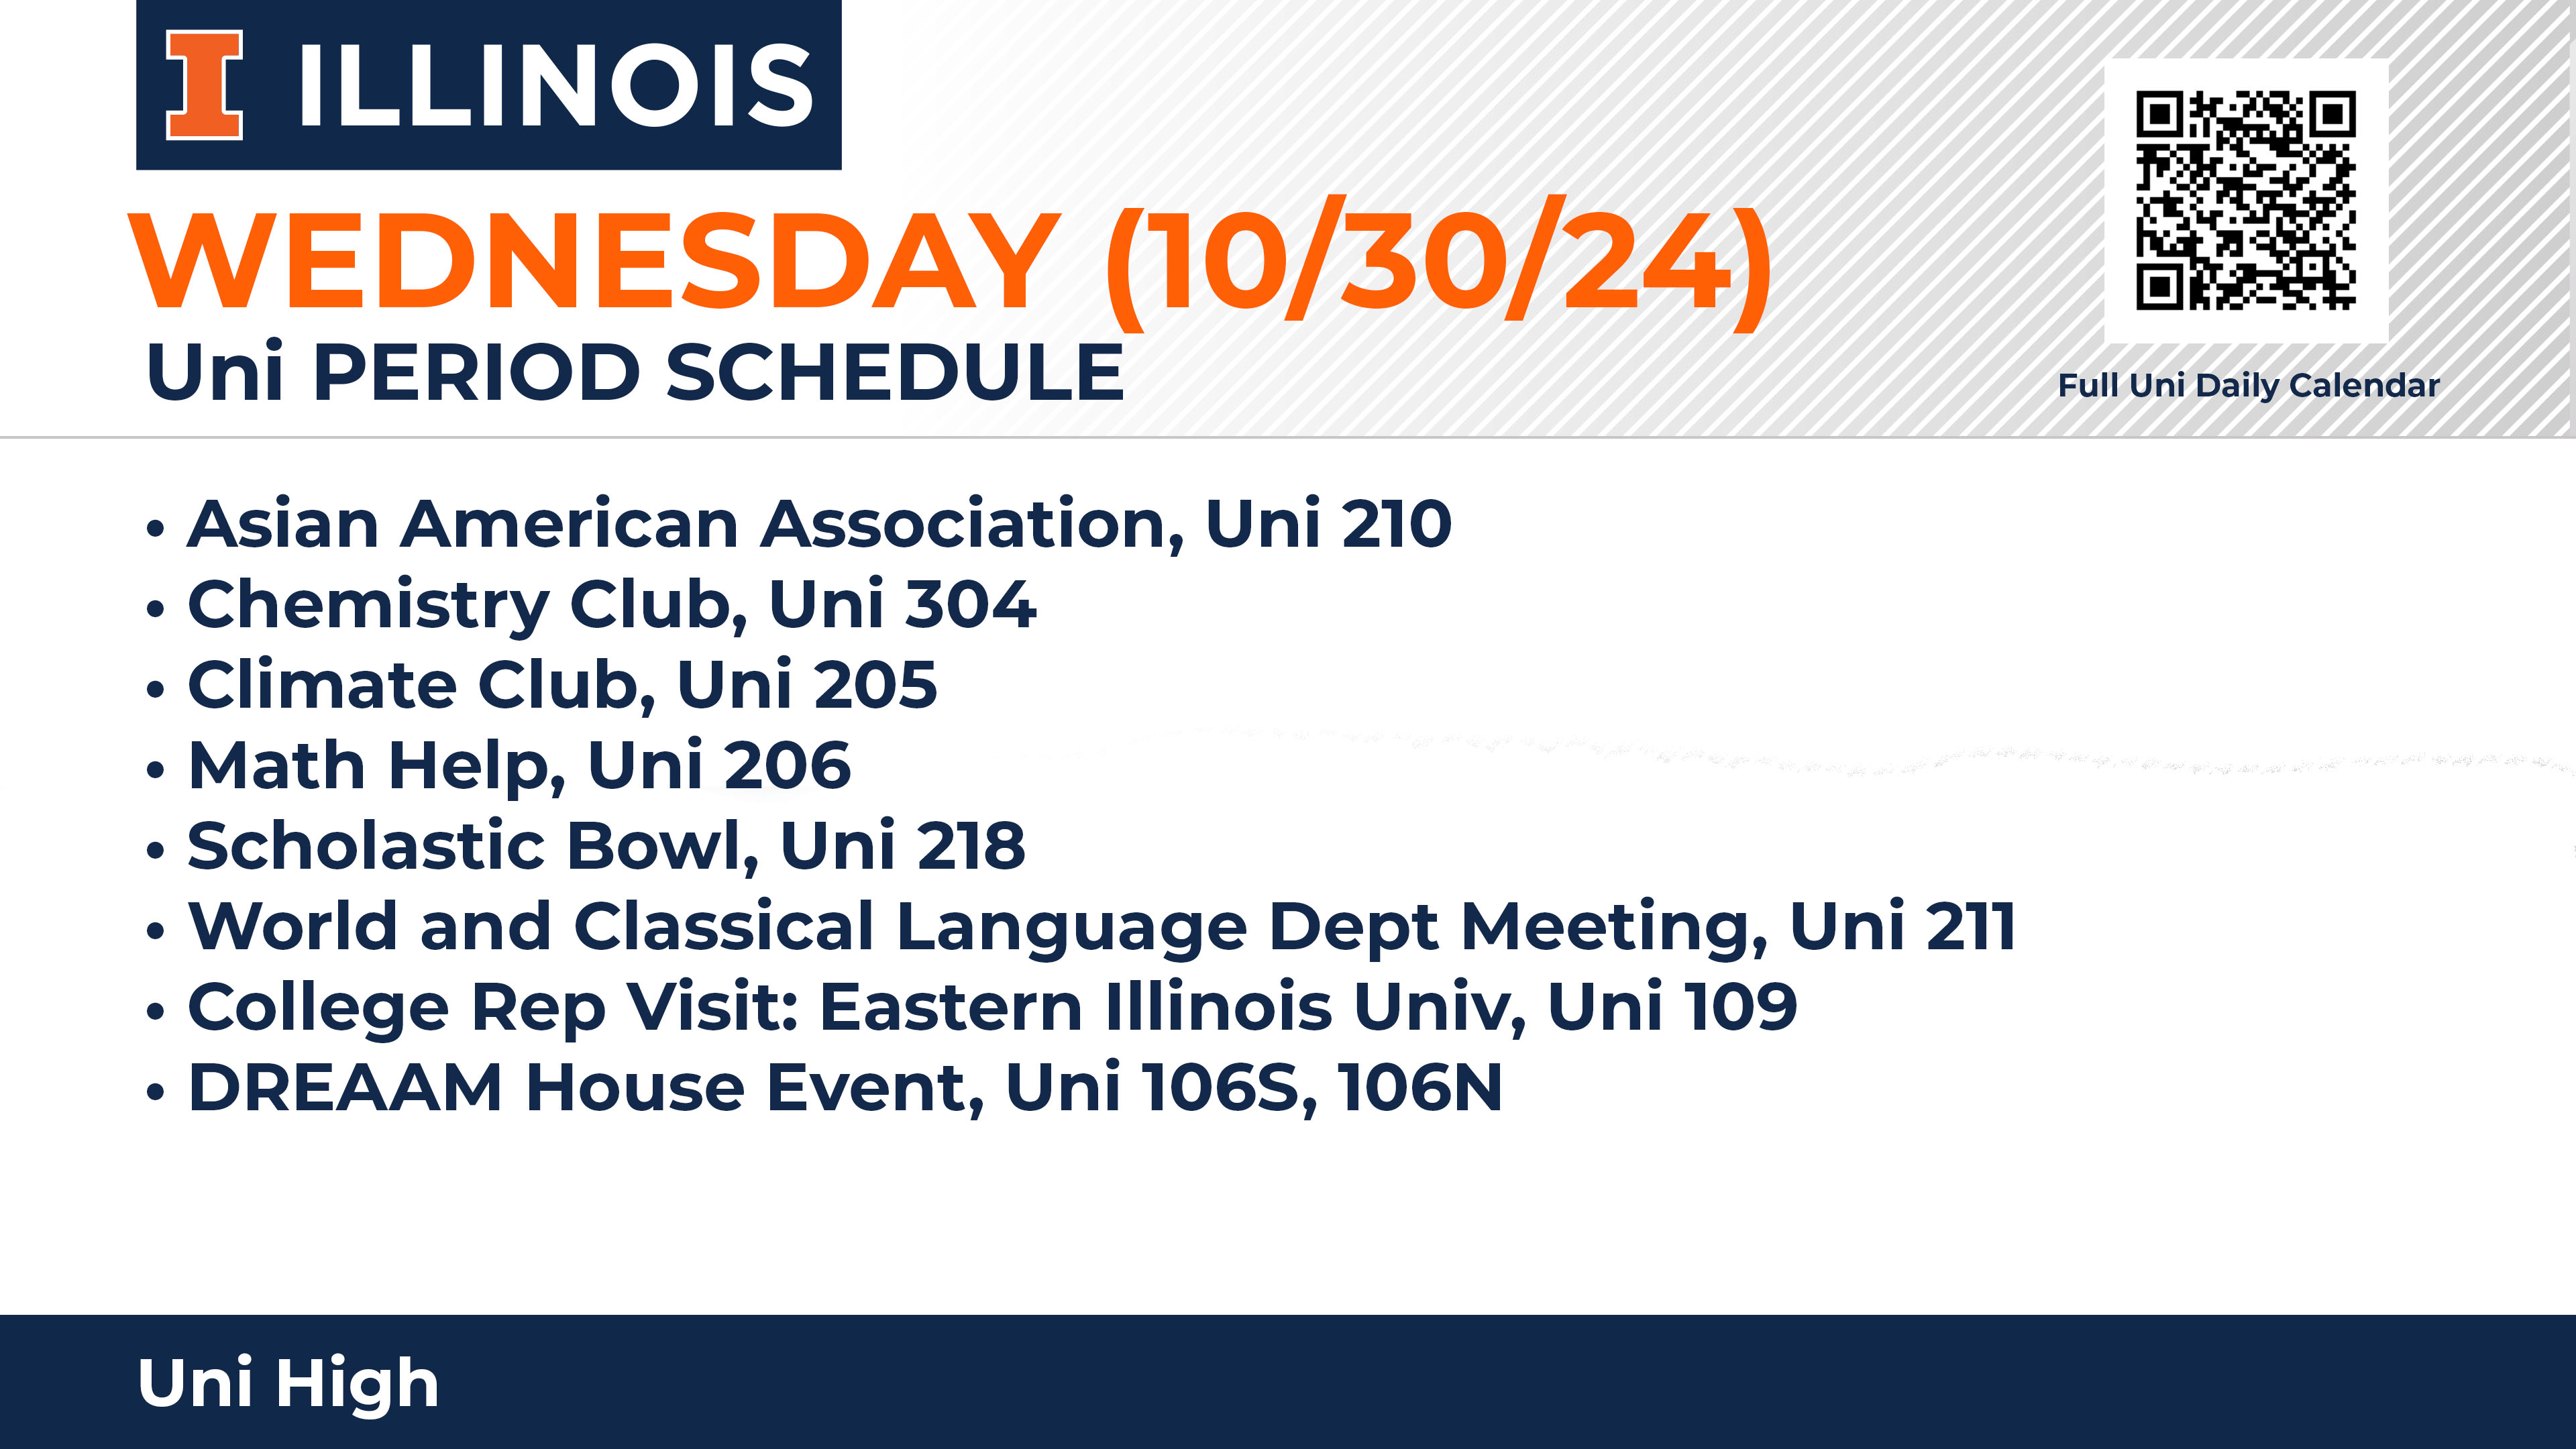 I ILLINOIS
WEDNESDAY (10/30/24)
Uni PERIOD SCHEDULE
Full Uni Daily Calendar
• Asian American Association, Uni 210
• Chemistry Club, Uni 304
• Climate Club, Uni 205
• Math Help, Uni 206
• Scholastic Bowl, Uni 218
• World and Classical Language Dept Meeting, Uni 211
• College Rep Visit: Eastern Illinois Univ, Uni 109
• DREAAM House Event, Uni 106S, 106N
Uni High